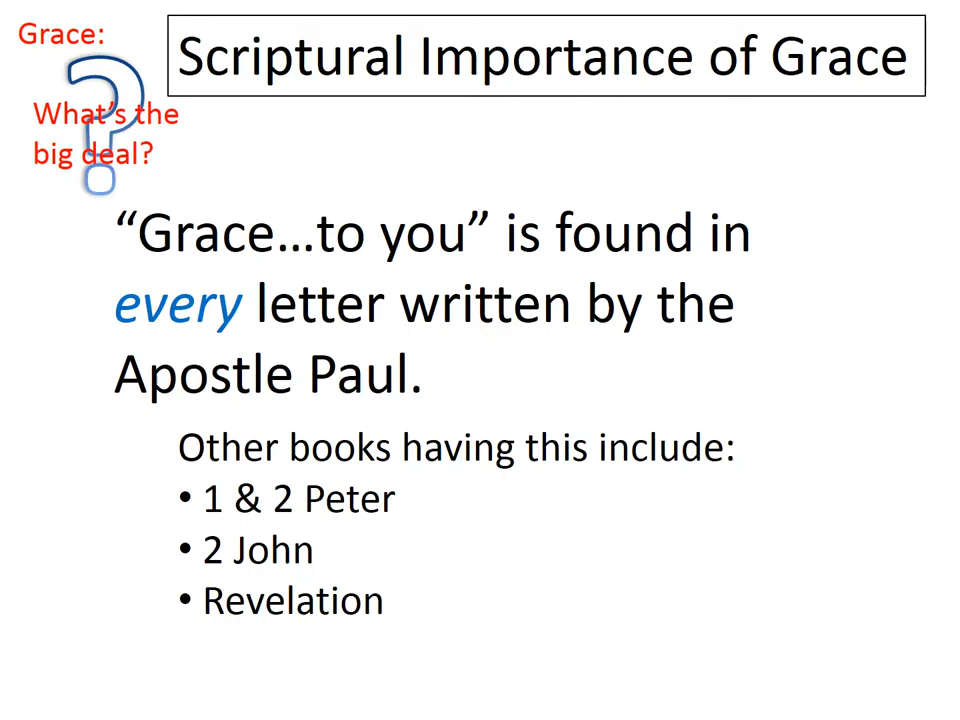 Grace:
What’s the
big deal?
Scriptural Importance of Grace
“Grace…to you” is found in
every letter written by the
Apostle Paul.
Other books having this include:
• 1 & 2 Peter
• 2 John
• Revelation